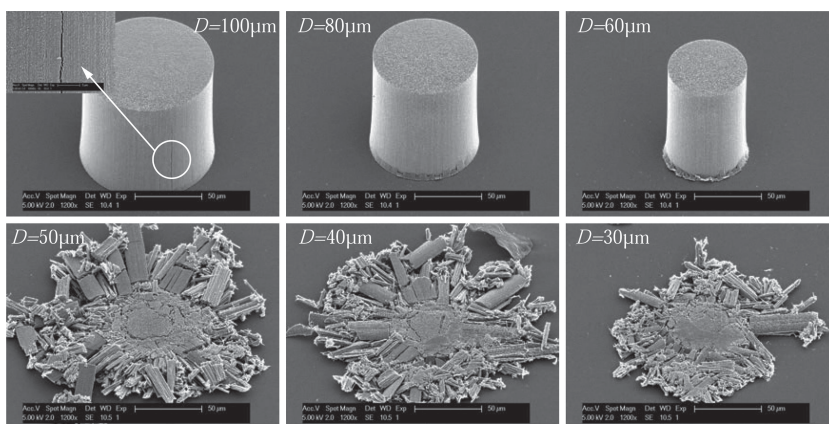 D=100µm
D=80µm
D=60µm
Acc.V Spot Magn Det WD Exp 50 µm
5.00 kV 2.0 1200x SE 10.4 1
Acc.V Spot Magn Det WD Exp 50 µm
5.00 kV 2.0 1200x SE 10.4 1
Acc.V Spot Magn Det WD Exp 50 µm
5.00 kV 2.0 1200x SE 10.4 1
D=50µm
D=40µm
D=30µm
Acc.V Spot Magn Det WD Exp 50 µm
5.00 kV 2.0 1200x SE 10.5 1
Acc.V Spot Magn Det WD Exp 50 µm
5.00 kV 2.0 1200x SE 10.5 1
Acc.V Spot Magn Det WD Exp 50 µm
5.00 kV 2.0 1200x SE 10.5 1